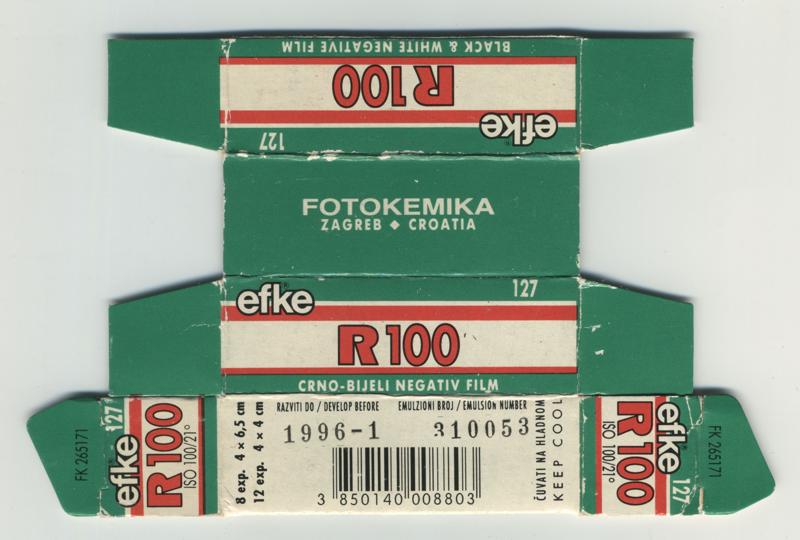 BLACK & WHITE NEGATIVE FILM
R100
efke
127
FOTOKEMIKA
ZAGREB ◆ CROATIA
efke® 127
R100
CRNO-BIJELI NEGATIV FILM
FK 265171
efke 127
R100
ISO 100/21°
8 exp. 4 x 6,5 cm
12 exp. 4 x 4 cm
RAZVITI DO / DEVELOP BEFORE EMULZIONI BROJ / EMULSION NUMBER
1996-1 310053
3 850140 008803
ČUVATI NA HLADNOM
KEEP COOL
ISO 100/21°
R100
efke 127
FK 265171